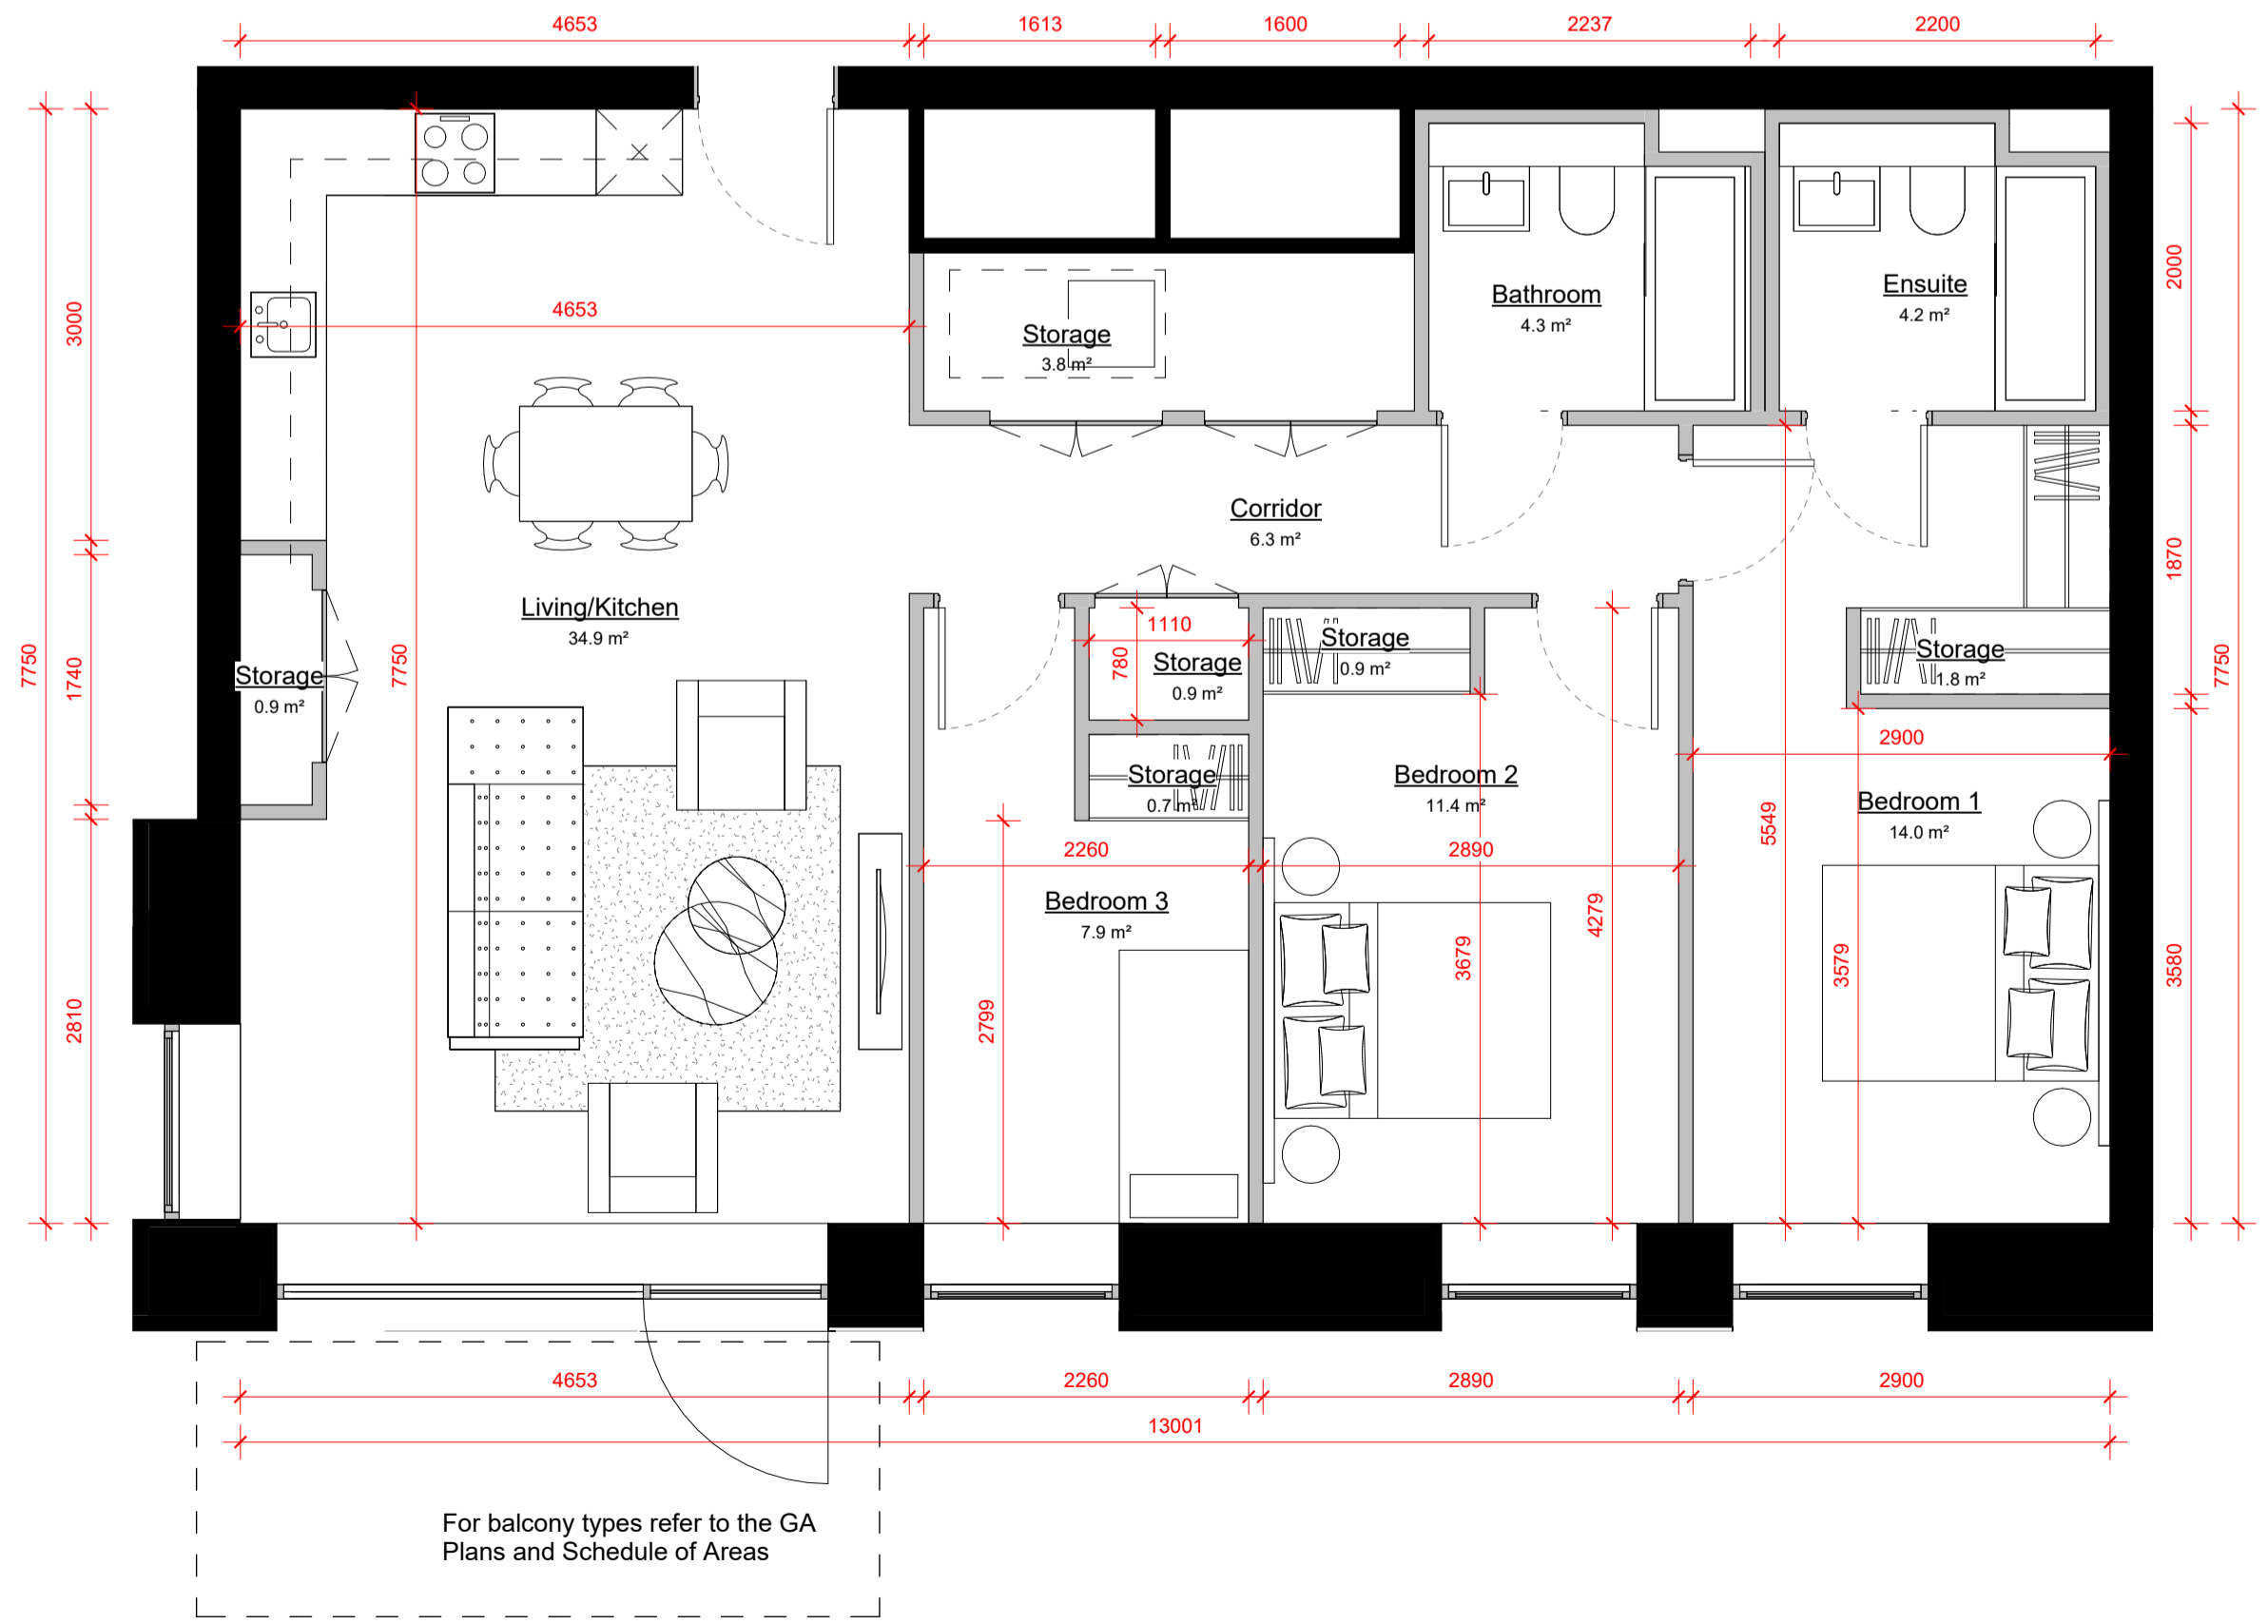 4653
1613
1600
2237
2200
4653
3000
7750
1740
2810
7750
2000
1870
7750
3580
Bathroom
4.3 m²
Ensuite
4.2 m²
Storage
3.8 m²
Corridor
6.3 m²
Living/Kitchen
34.9 m²
Storage
0.9 m²
1110
780
Storage
0.9 m²
Storage
0.9 m²
Storage
1.8 m²
Storage
0.7 m²
Bedroom 2
11.4 m²
2900
Bedroom 1
14.0 m²
5549
2260
2890
Bedroom 3
7.9 m²
4279
3679
3579
2799
4653
2260
2890
2900
13001
For balcony types refer to the GA
Plans and Schedule of Areas